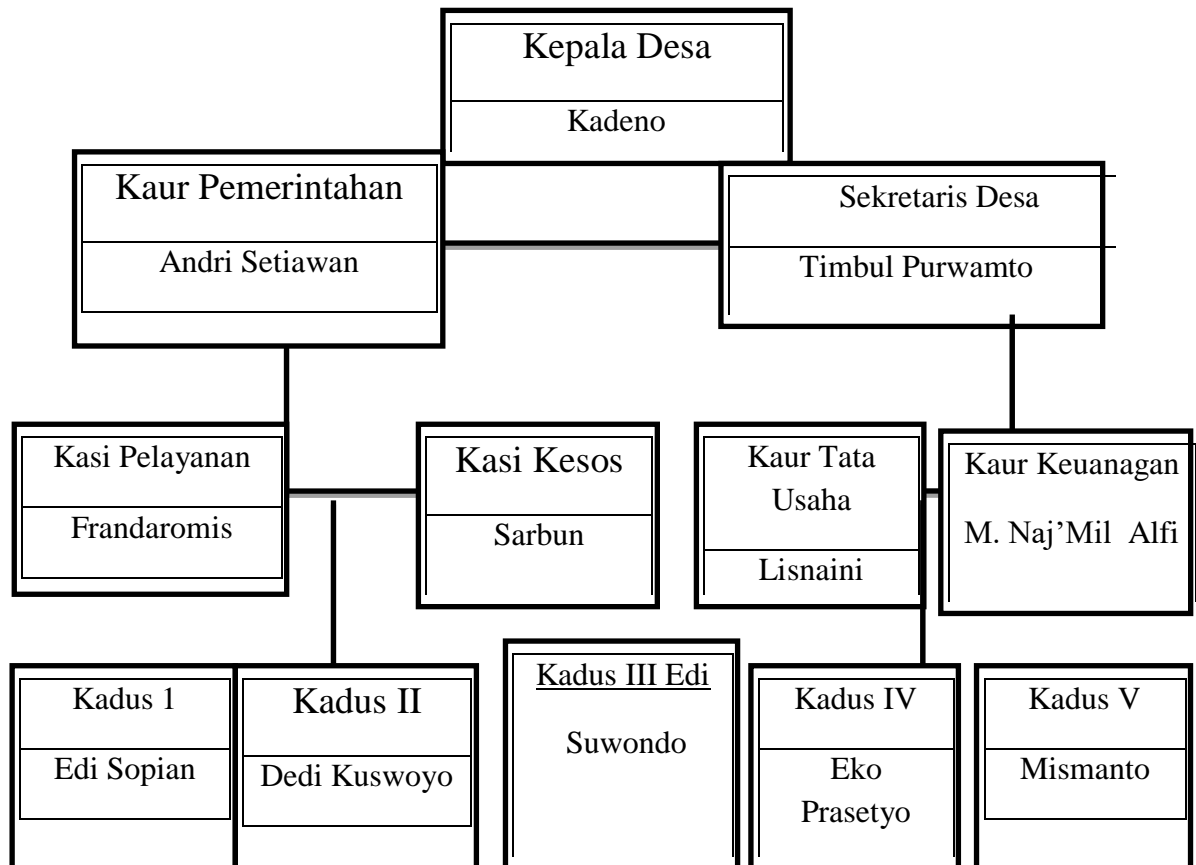 Kepala Desa
Kadeno
Kaur Pemerintahan
Andri Setiawan
Sekretaris Desa
Timbul Purwamto
Kasi Pelayanan
Frandaromis
Kasi Kesos
Sarbun
Kaur Tata
Usaha
Lisnaini
Kaur Keuanagan
M. Naj’Mil Alfi
Kadus 1
Edi Sopian
Kadus II
Dedi Kuswoyo
Kadus III Edi
Suwondo
Kadus IV
Eko
Prasetyo
Kadus V
Mismanto